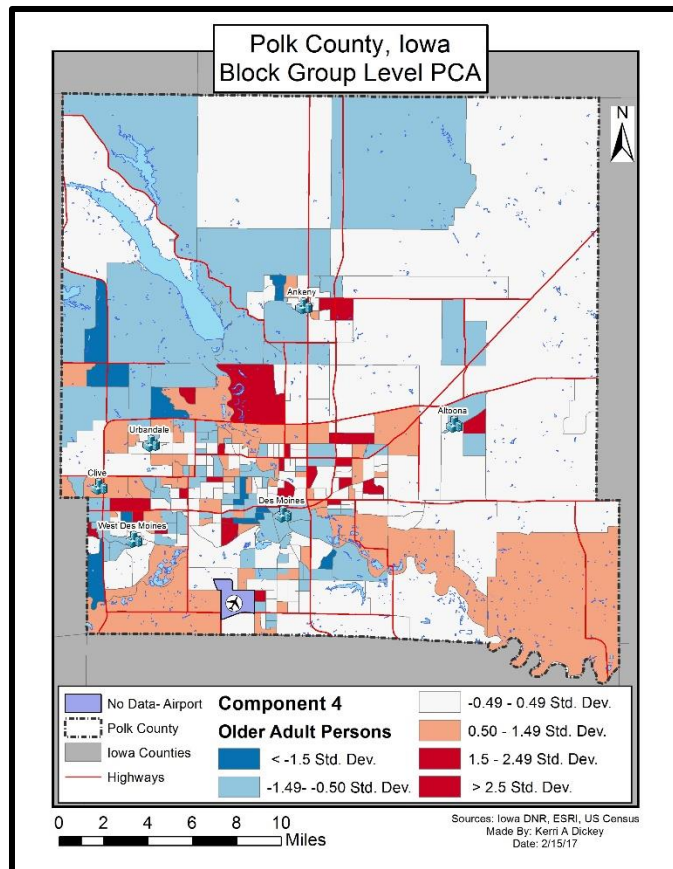 Polk County, Iowa
Block Group Level PCA
N
Ankeny
Altoona
Urbandale
Clive
Des Moines
West Des Moines
No Data- Airport
Polk County
Iowa Counties
Highways
Component 4
Older Adult Persons
< -1.5 Std. Dev.
-1.49- -0.50 Std. Dev.
-0.49 - 0.49 Std. Dev.
0.50 - 1.49 Std. Dev.
1.5 - 2.49 Std. Dev.
> 2.5 Std. Dev.
0 2 4 6 8 10
Miles
Sources: Iowa DNR, ESRI, US Census
Made By: Kerri A Dickey
Date: 2/15/17